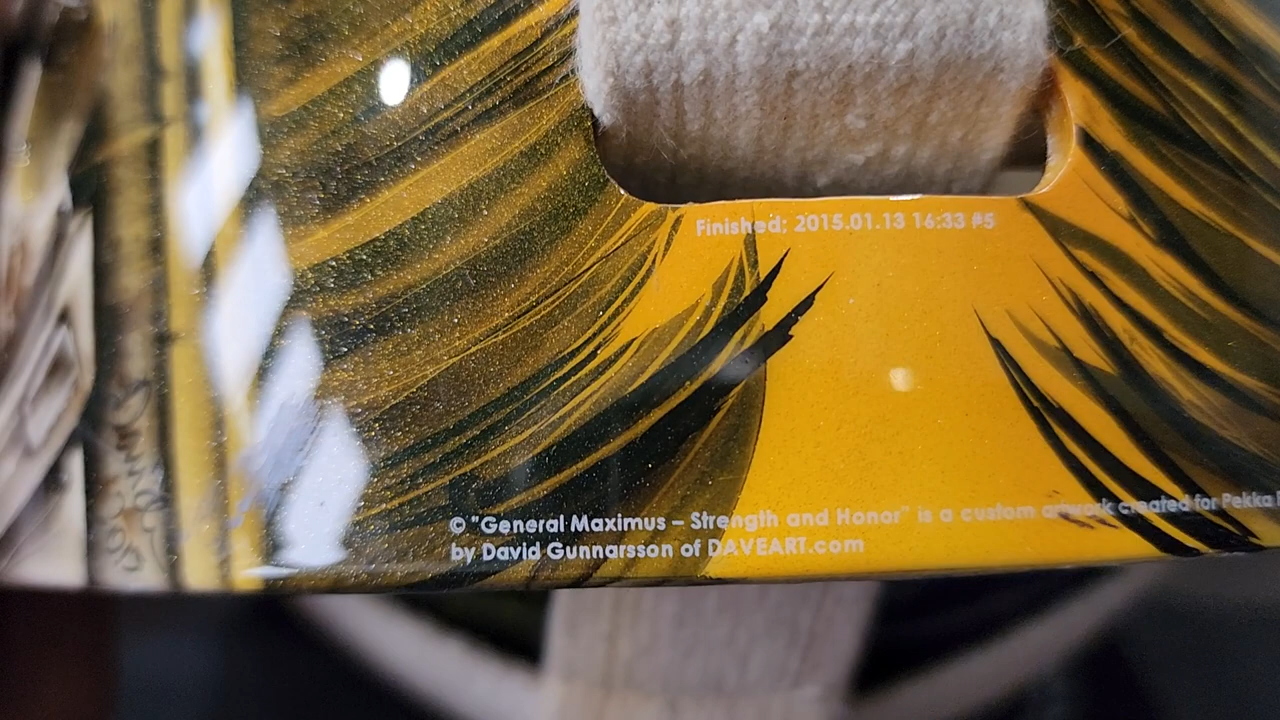 Finished; 2015.01.13 16:33 #5
© "General Maximus – Strength and Honor" is a custom artwork created for Pekka
by David Gunnarsson of DAVEART.com